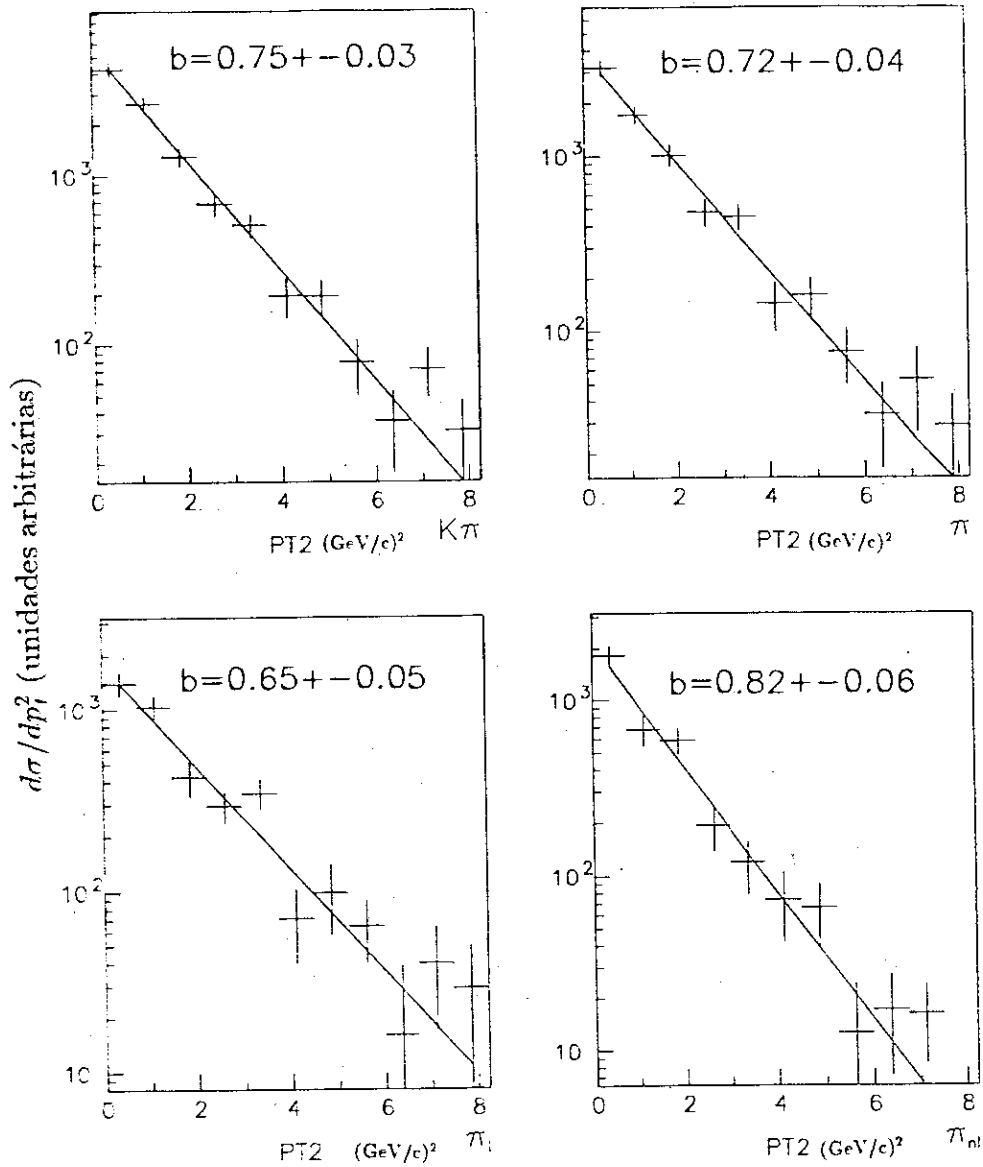 b=0.75+-0.03
10³
10²
0 2 4 6 8
PT2 (GeV/c)² Kπ
b=0.72+-0.04
10³
10²
0 2 4 6 8
PT2 (GeV/c)² π
dσ/dp²ₜ (unidades arbitrárias)
b=0.65+-0.05
10³
10²
10
0 2 4 6 8
PT2 (GeV/c)² πₗ
b=0.82+-0.06
10³
10²
10
0 2 4 6 8
PT2 (GeV/c)² πₙₗ